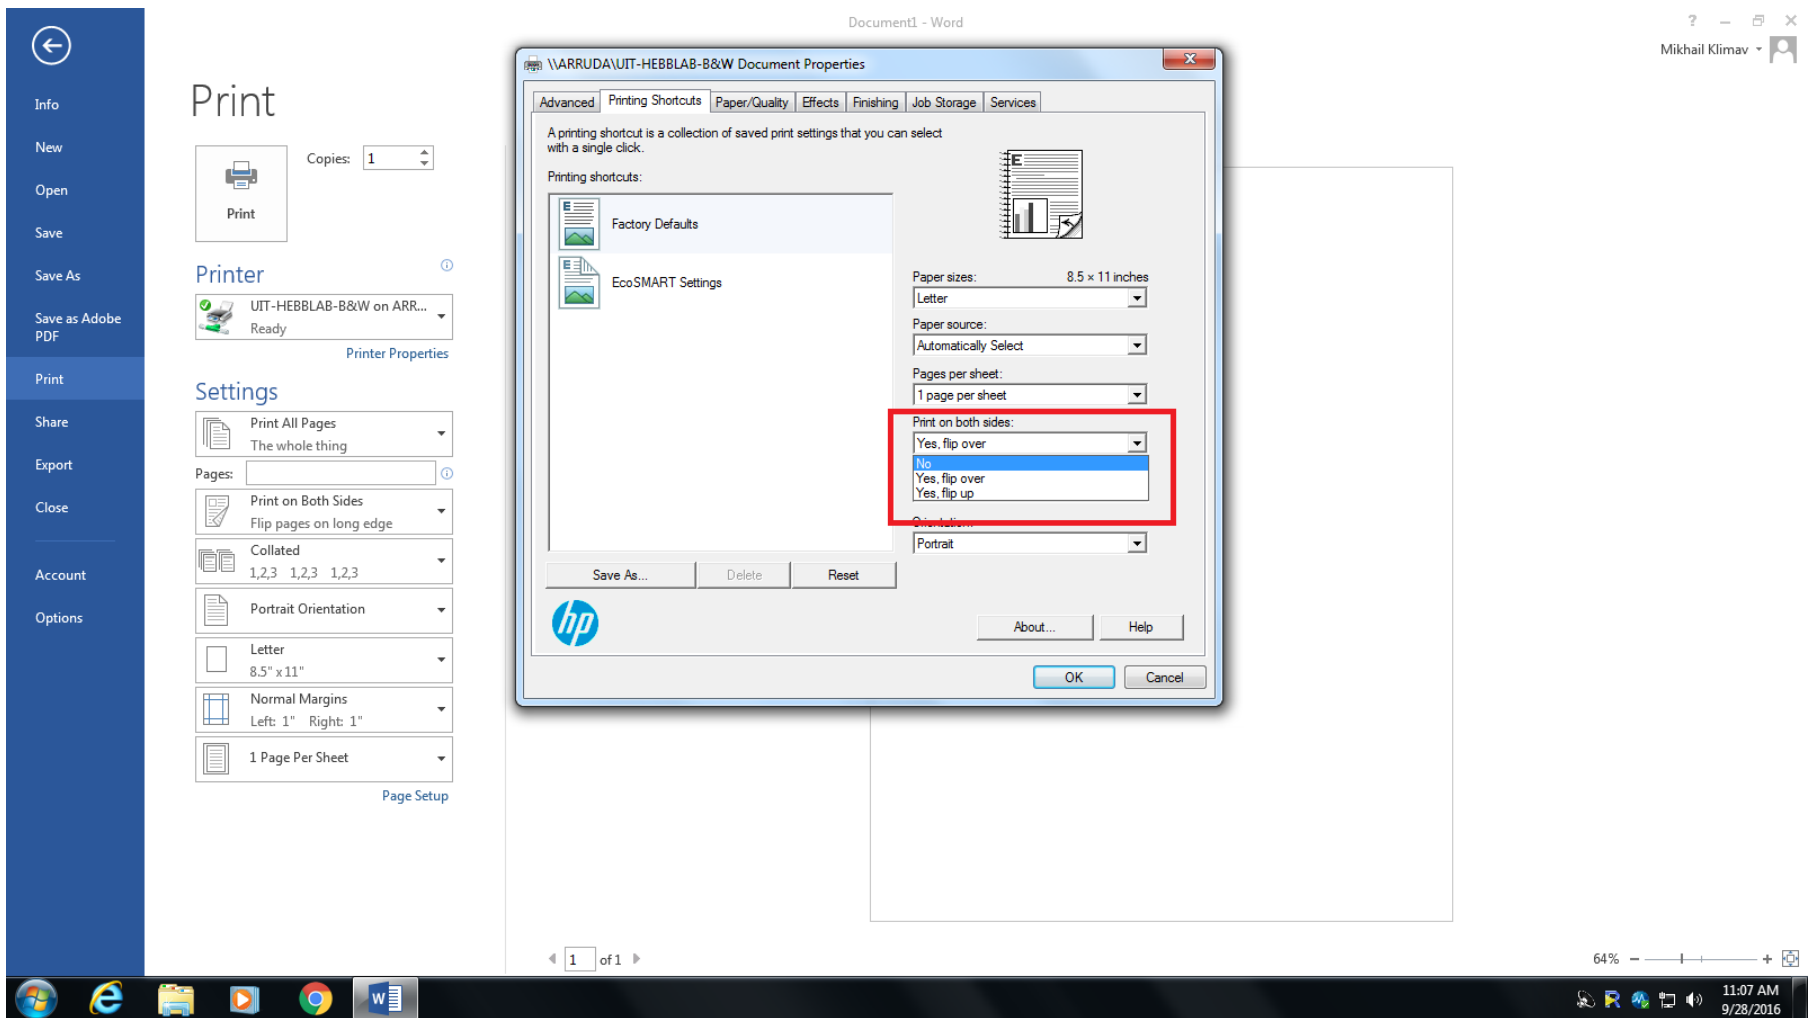 Document1 - Word
?
Mikhail Klimav
Info
New
Open
Save
Save As
Save as Adobe
PDF
Print
Share
Export
Close
Account
Options
Print
Print
Copies: 1
Printer
UIT-HEBBLAB-B&W on ARR...
Ready
Printer Properties
Settings
Print All Pages
The whole thing
Pages:
Print on Both Sides
Flip pages on long edge
Collated
1,2,3 1,2,3 1,2,3
Portrait Orientation
Letter
8.5" x 11"
Normal Margins
Left: 1" Right: 1"
1 Page Per Sheet
Page Setup
\\ARRUDA\UIT-HEBBLAB-B&W Document Properties
Advanced Printing Shortcuts Paper/Quality Effects Finishing Job Storage Services
A printing shortcut is a collection of saved print settings that you can select
with a single click.
Printing shortcuts:
E
Factory Defaults
E
EcoSMART Settings
E
Paper sizes: 8.5 × 11 inches
Letter
Paper source:
Automatically Select
Pages per sheet:
1 page per sheet
Print on both sides:
Yes, flip over
No
Yes, flip over
Yes, flip up
Orientation:
Portrait
Save As... Delete Reset
hp
About... Help
OK Cancel
1 of 1
64%
11:07 AM
9/28/2016